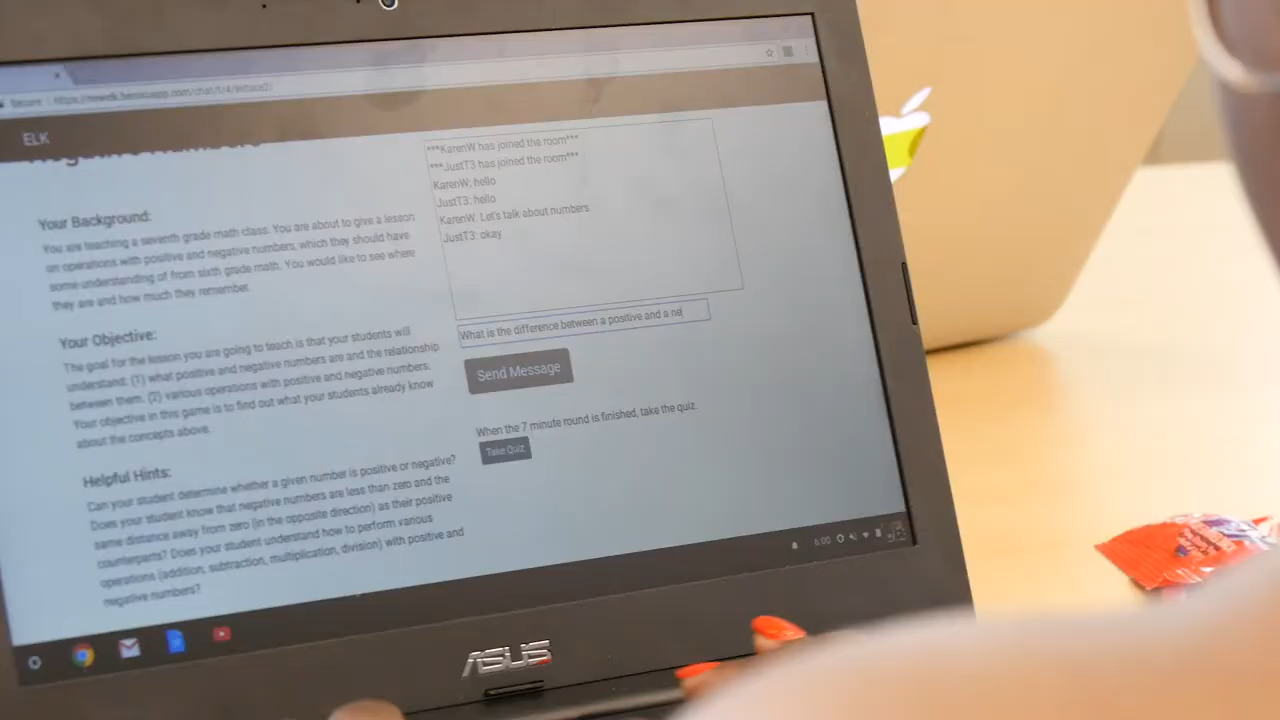 ELK
Your Background:
You are teaching a seventh grade math class. You are about to give a lesson
on operations with positive and negative numbers, which they should have
some understanding of from sixth grade math. You would like to see where
they are and how much they remember.
Your Objective:
The goal for the lesson you are going to teach is that your students will
understand: (1) what positive and negative numbers are and the relationship
between them. (2) various operations with positive and negative numbers.
Your objective in this game is to find out what your students already know
about the concepts above.
Helpful Hints:
Can your student determine whether a given number is positive or negative?
Does your student know that negative numbers are less than zero and the
same distance away from zero (in the opposite direction) as their positive
counterparts? Does your student understand how to perform various
operations (addition, subtraction, multiplication, division) with positive and
negative numbers?
***KarenW has joined the room***
***JustT3 has joined the room***
KarenW: hello
JustT3: hello
KarenW: Let's talk about numbers
JustT3: okay
What is the difference between a positive and a ne
Send Message
When the 7 minute round is finished, take the quiz.
Take Quiz
6:00
ASUS